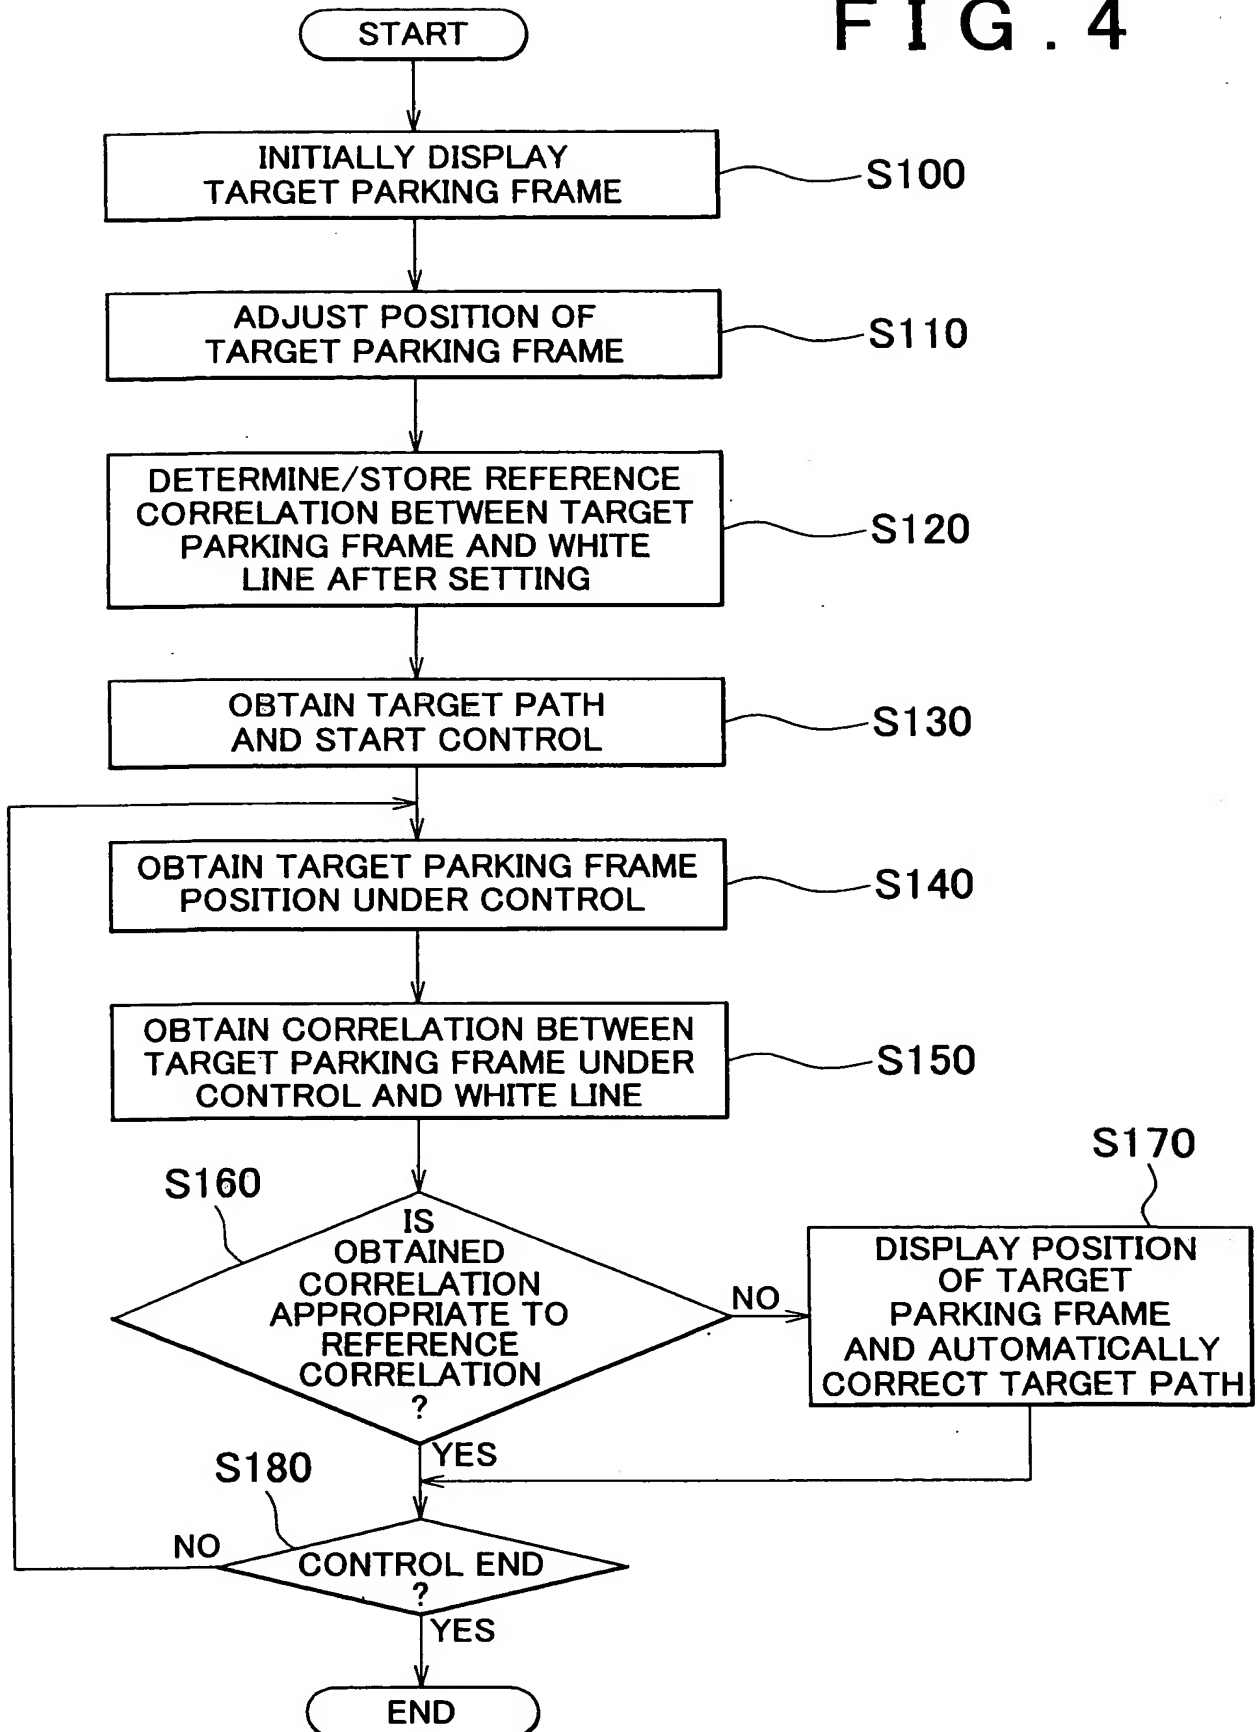 FIG. 4
START
INITIALLY DISPLAY
TARGET PARKING FRAME
S100
ADJUST POSITION OF
TARGET PARKING FRAME
S110
DETERMINE/STORE REFERENCE
CORRELATION BETWEEN TARGET
PARKING FRAME AND WHITE
LINE AFTER SETTING
S120
OBTAIN TARGET PATH
AND START CONTROL
S130
OBTAIN TARGET PARKING FRAME
POSITION UNDER CONTROL
S140
OBTAIN CORRELATION BETWEEN
TARGET PARKING FRAME UNDER
CONTROL AND WHITE LINE
S150
S160
IS
OBTAINED
CORRELATION
APPROPRIATE TO
REFERENCE
CORRELATION
?
NO
S170
DISPLAY POSITION
OF TARGET
PARKING FRAME
AND AUTOMATICALLY
CORRECT TARGET PATH
YES
S180
NO
CONTROL END
?
YES
END